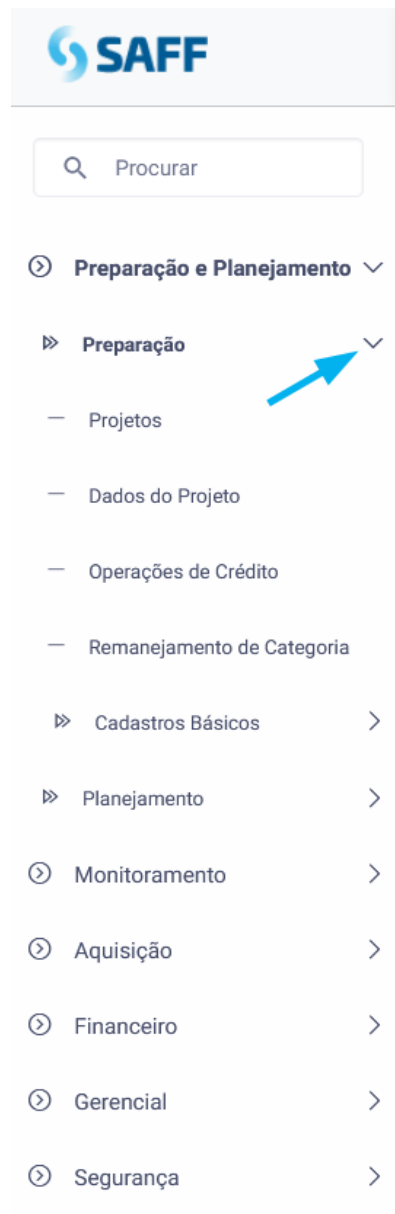 SAFF
Procurar
Preparação e Planejamento
Preparação
Projetos
Dados do Projeto
Operações de Crédito
Remanejamento de Categoria
Cadastros Básicos
Planejamento
Monitoramento
Aquisição
Financeiro
Gerencial
Segurança